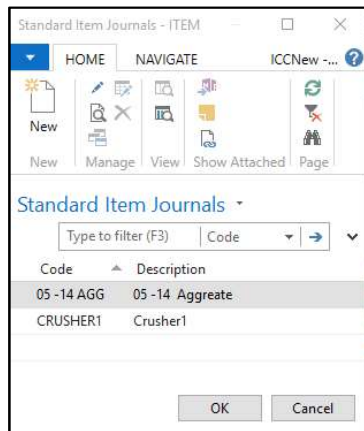 Standard Item Journals - ITEM
HOME NAVIGATE ICCNew -... ?
New
New Manage View Show Attached Page
Standard Item Journals
Type to filter (F3) Code
Code Description
05 -14 AGG 05 -14 Aggreate
CRUSHER1 Crusher1
OK Cancel